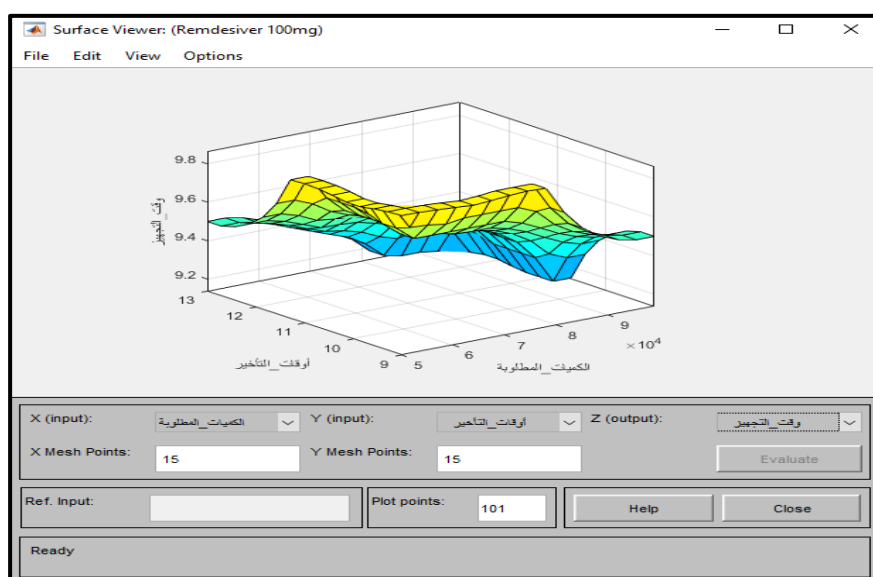 Surface Viewer: (Remdesiver 100mg)
File Edit View Options
9.8
9.6
9.4
9.2
وقت_التجهيز
13
12
11
10
9
أوقات_التأخير
5
6
7
8
9
×10⁴
الكميات_المطلوبة
X (input): الكميات_المطلوبة Y (input): أوقات_التأخير Z (output): وقت_التجهيز
X Mesh Points: 15 Y Mesh Points: 15 Evaluate
Ref. Input: Plot points: 101 Help Close
Ready